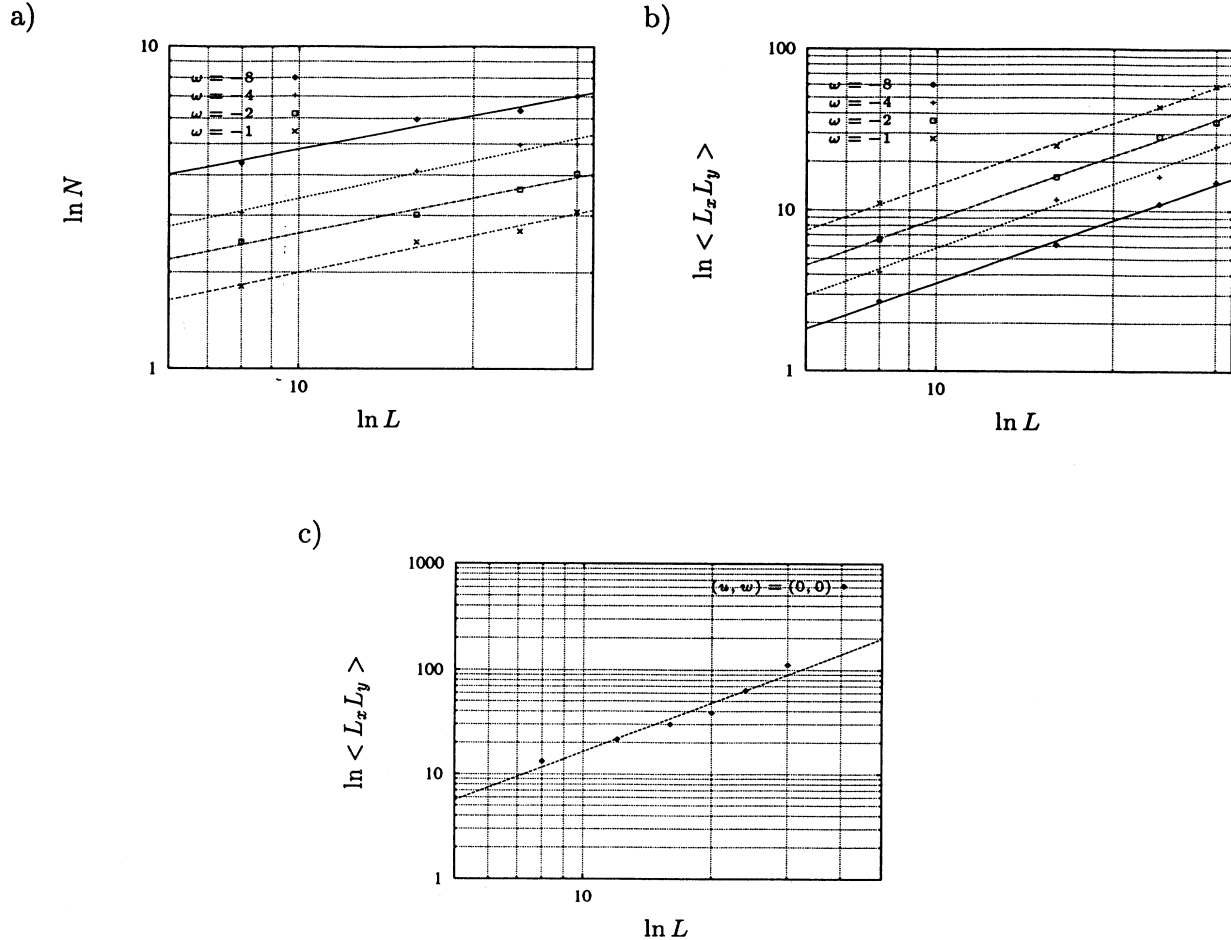 a)
10
ω = −8
ω = −4
ω = −2
ω = −1
ln N
1
10
ln L
b)
100
ω = −8
ω = −4
ω = −2
ω = −1
ln < L_x L_y >
10
1
10
ln L
c)
1000
(u, w) = (0, 0)
100
ln < L_x L_y >
10
1
10
ln L